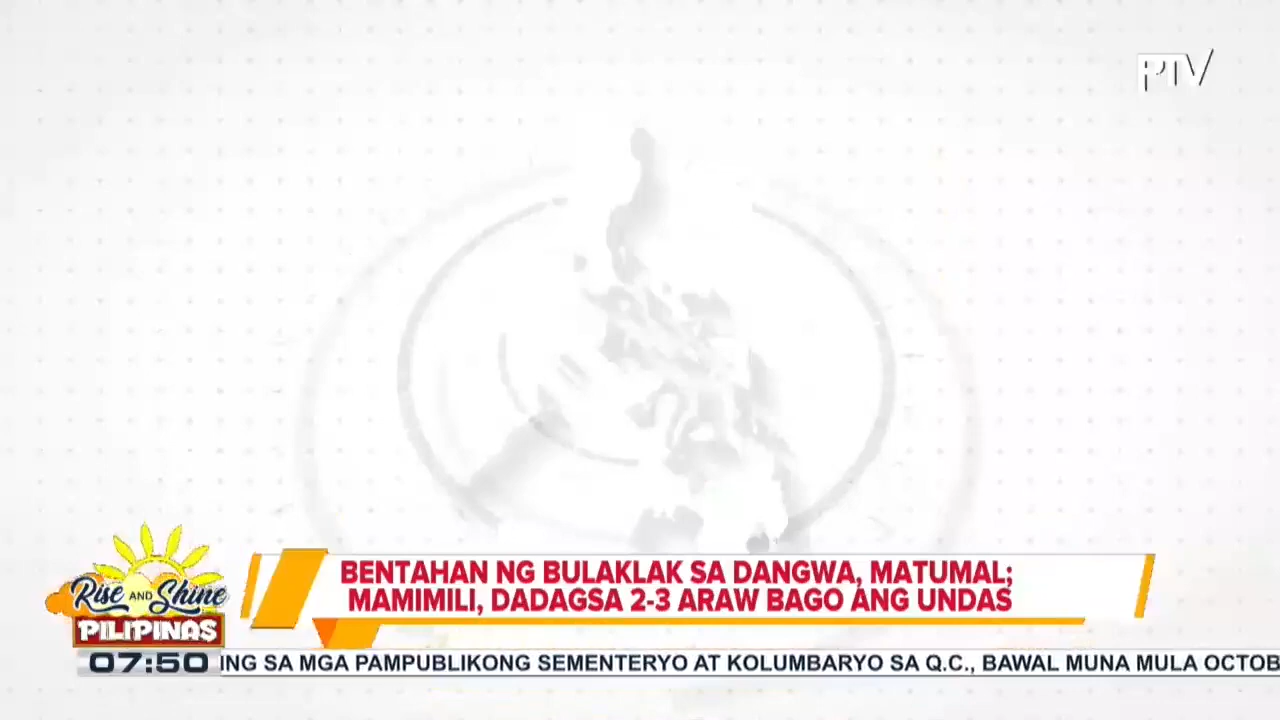 PTV
BENTAHAN NG BULAKLAK SA DANGWA, MATUMAL;
MAMIMILI, DADAGSA 2-3 ARAW BAGO ANG UNDAS
Rise AND Shine
PILIPINAS
07:50
ING SA MGA PAMPUBLIKONG SEMENTERYO AT KOLUMBARYO SA Q.C., BAWAL MUNA MULA OCTOB